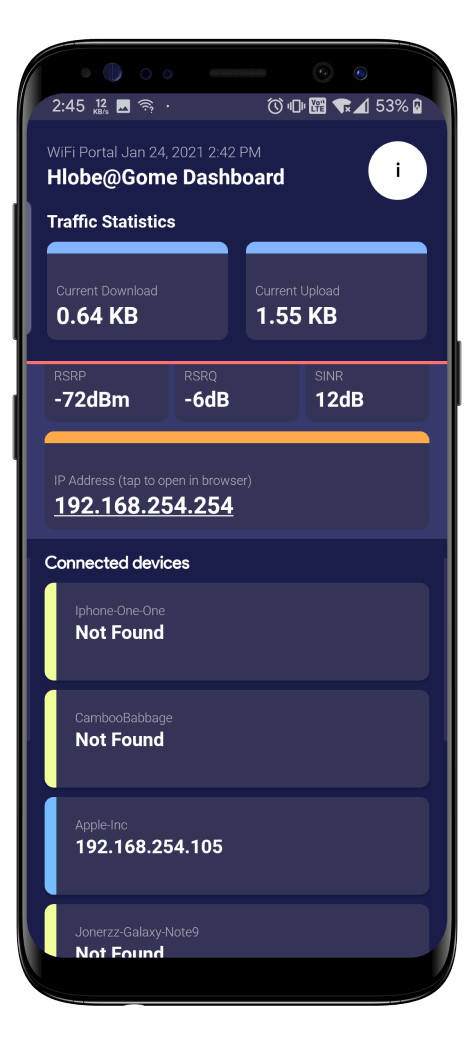 2:45 12 KB/s · Vo)) LTE 53%
WiFi Portal Jan 24, 2021 2:42 PM
Hlobe@Gome Dashboard
i
Traffic Statistics
Current Download
0.64 KB
Current Upload
1.55 KB
RSRP
-72dBm
RSRQ
-6dB
SINR
12dB
IP Address (tap to open in browser)
192.168.254.254
Connected devices
Iphone-One-One
Not Found
CambooBabbage
Not Found
Apple-Inc
192.168.254.105
Jonerzz-Galaxy-Note9
Not Found